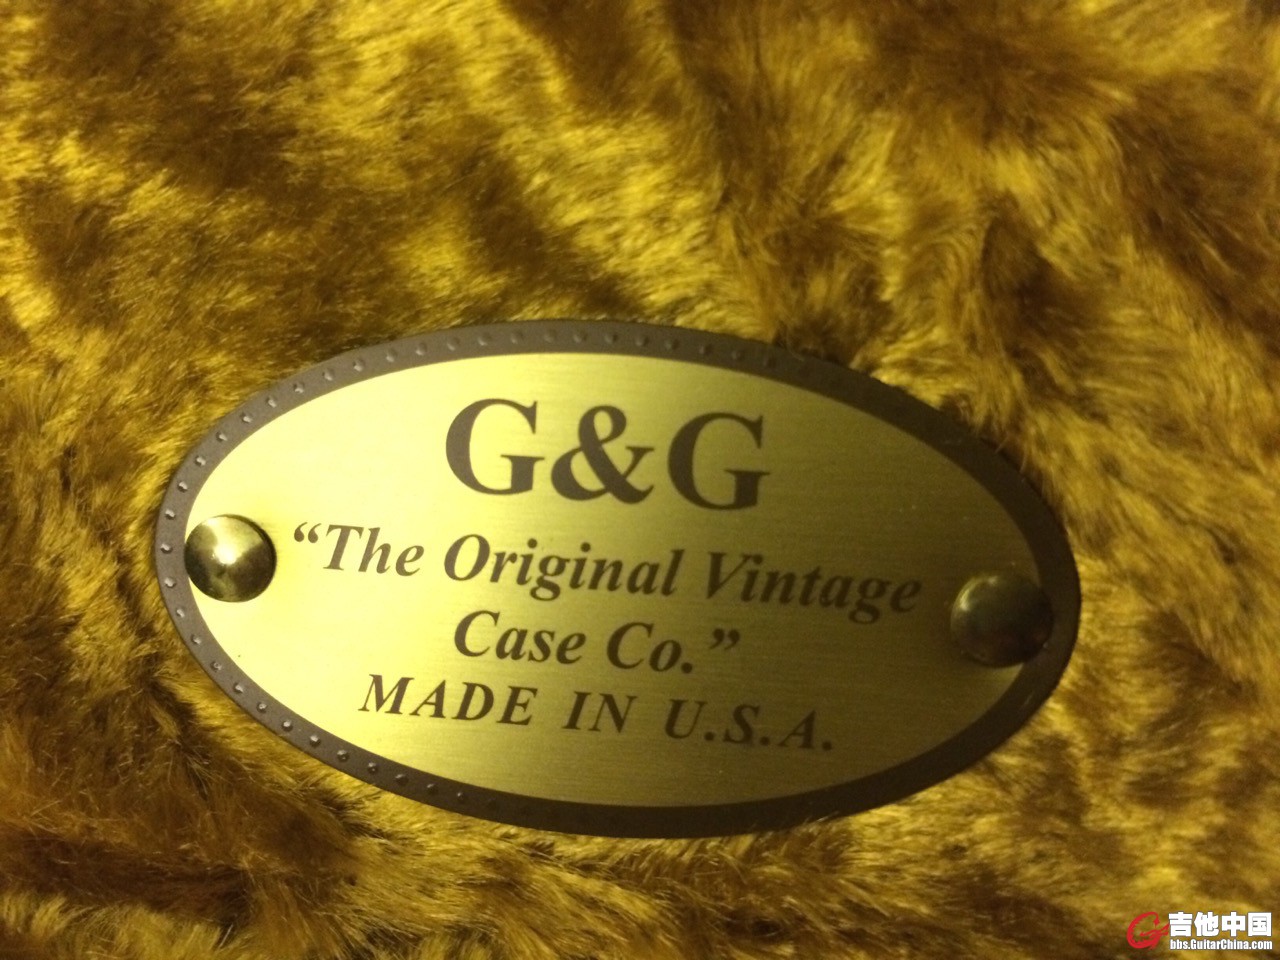 G&G
“The Original Vintage
Case Co.”
MADE IN U.S.A.
吉他中国
bbs.GuitarChina.com